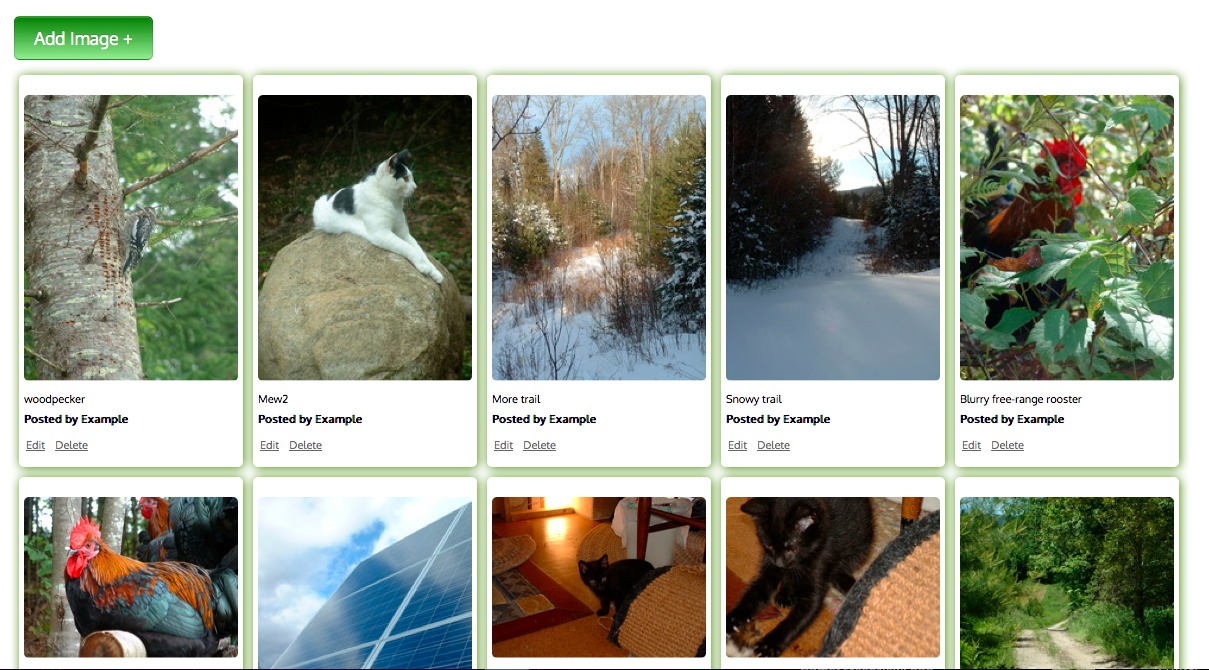 Add Image +
woodpecker
Posted by Example
Edit Delete
Mew2
Posted by Example
Edit Delete
More trail
Posted by Example
Edit Delete
Snowy trail
Posted by Example
Edit Delete
Blurry free-range rooster
Posted by Example
Edit Delete